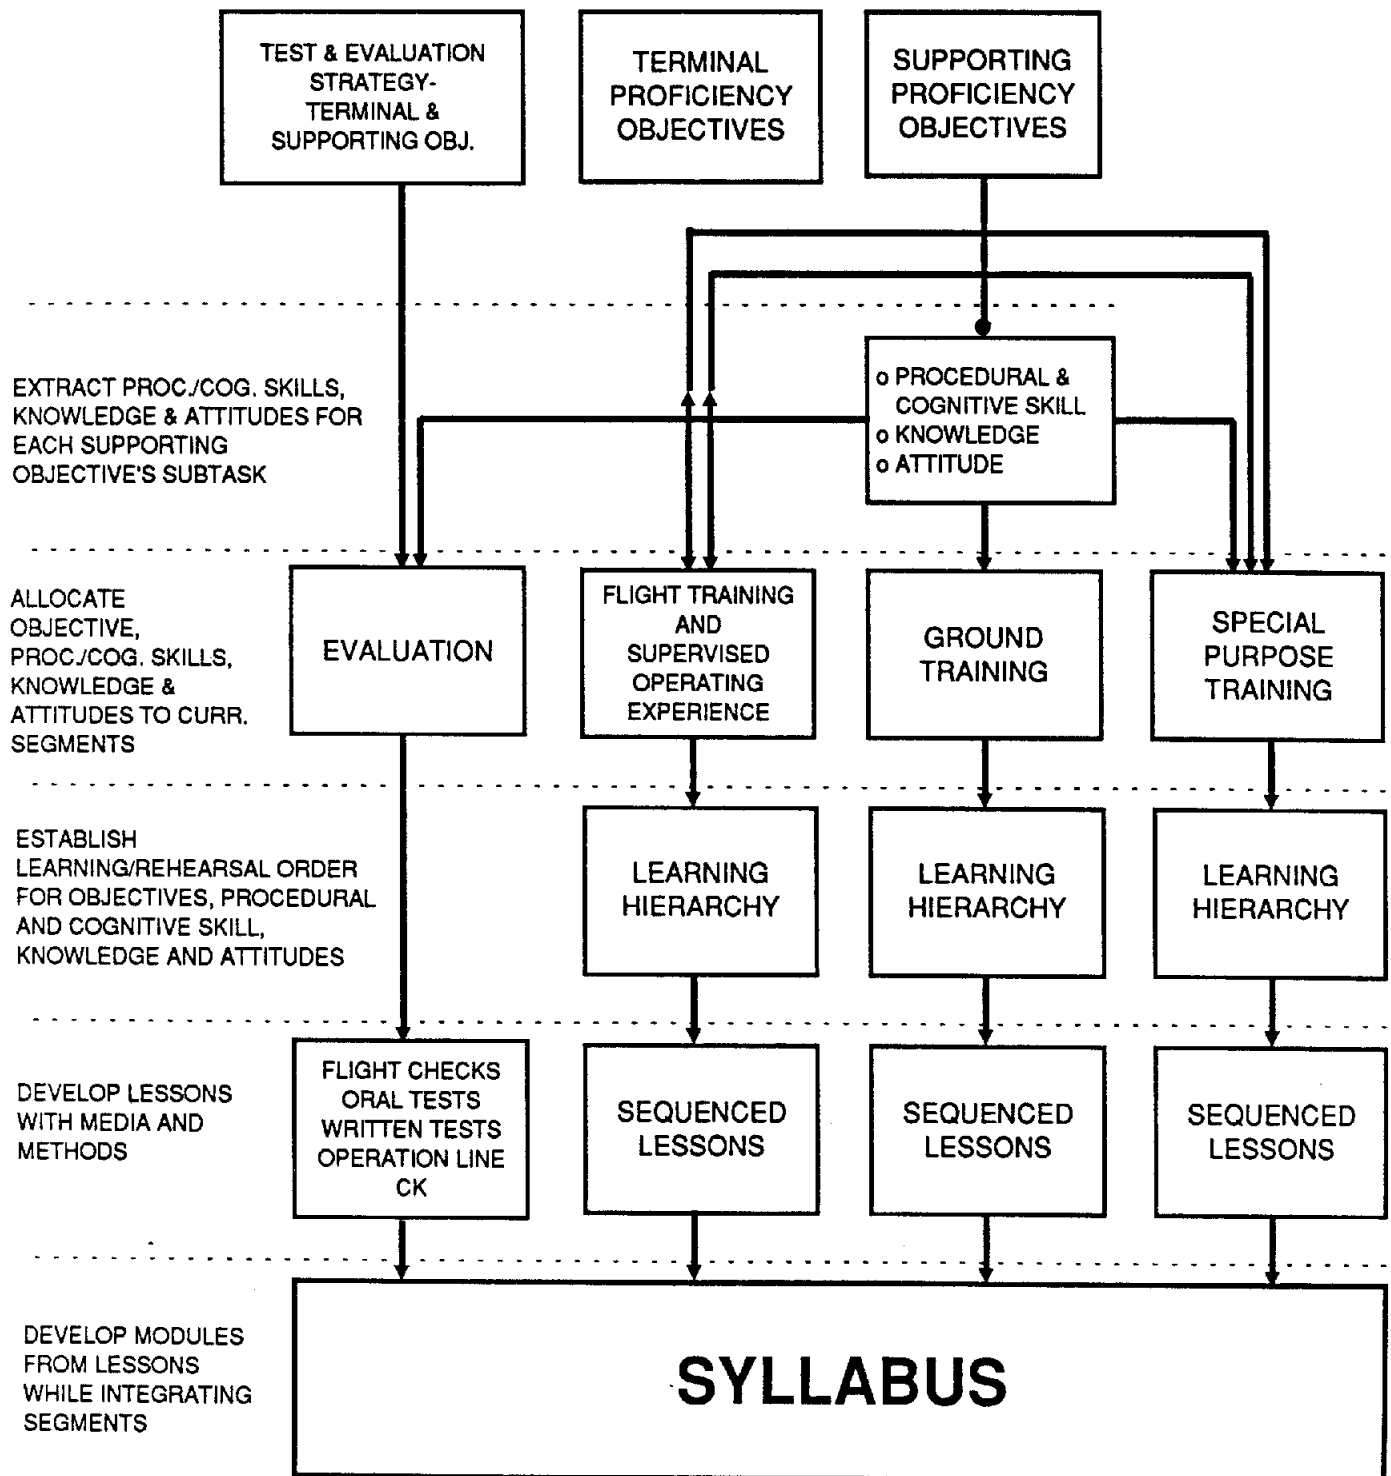 TEST & EVALUATION
STRATEGY-
TERMINAL &
SUPPORTING OBJ.
TERMINAL
PROFICIENCY
OBJECTIVES
SUPPORTING
PROFICIENCY
OBJECTIVES
EXTRACT PROC./COG. SKILLS,
KNOWLEDGE & ATTITUDES FOR
EACH SUPPORTING
OBJECTIVE'S SUBTASK
o PROCEDURAL &
COGNITIVE SKILL
o KNOWLEDGE
o ATTITUDE
ALLOCATE
OBJECTIVE,
PROC./COG. SKILLS,
KNOWLEDGE &
ATTITUDES TO CURR.
SEGMENTS
EVALUATION
FLIGHT TRAINING
AND
SUPERVISED
OPERATING
EXPERIENCE
GROUND
TRAINING
SPECIAL
PURPOSE
TRAINING
ESTABLISH
LEARNING/REHEARSAL ORDER
FOR OBJECTIVES, PROCEDURAL
AND COGNITIVE SKILL,
KNOWLEDGE AND ATTITUDES
LEARNING
HIERARCHY
LEARNING
HIERARCHY
LEARNING
HIERARCHY
DEVELOP LESSONS
WITH MEDIA AND
METHODS
FLIGHT CHECKS
ORAL TESTS
WRITTEN TESTS
OPERATION LINE
CK
SEQUENCED
LESSONS
SEQUENCED
LESSONS
SEQUENCED
LESSONS
DEVELOP MODULES
FROM LESSONS
WHILE INTEGRATING
SEGMENTS
SYLLABUS